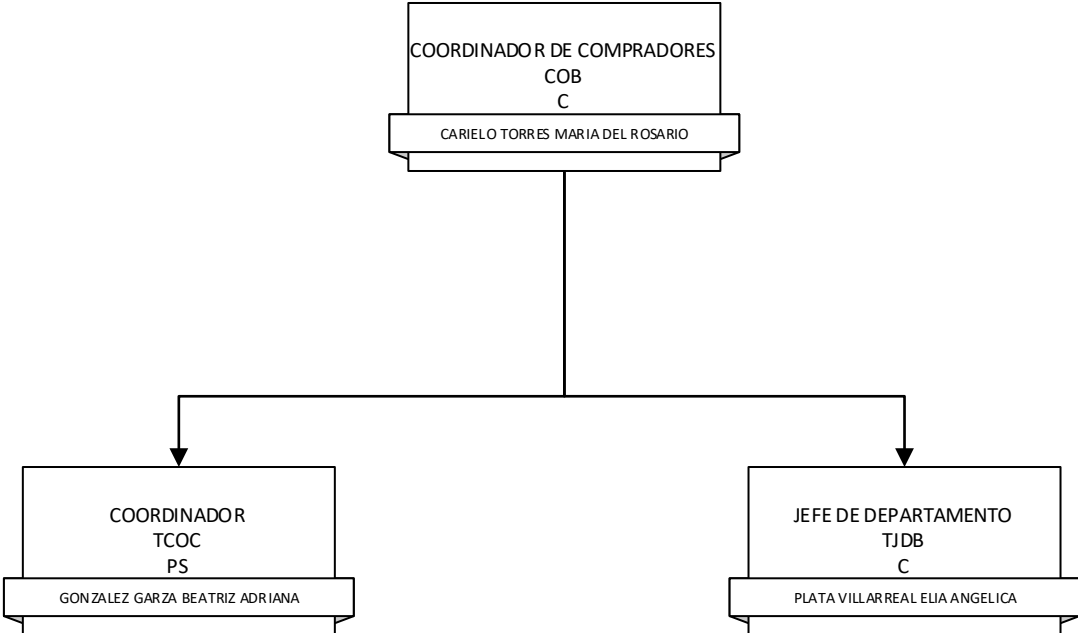 COORDINADOR DE COMPRADORES
COB
C
CARIELO TORRES MARIA DEL ROSARIO
COORDINADOR
TCOC
PS
GONZALEZ GARZA BEATRIZ ADRIANA
JEFE DE DEPARTAMENTO
TJDB
C
PLATA VILLARREAL ELIA ANGELICA